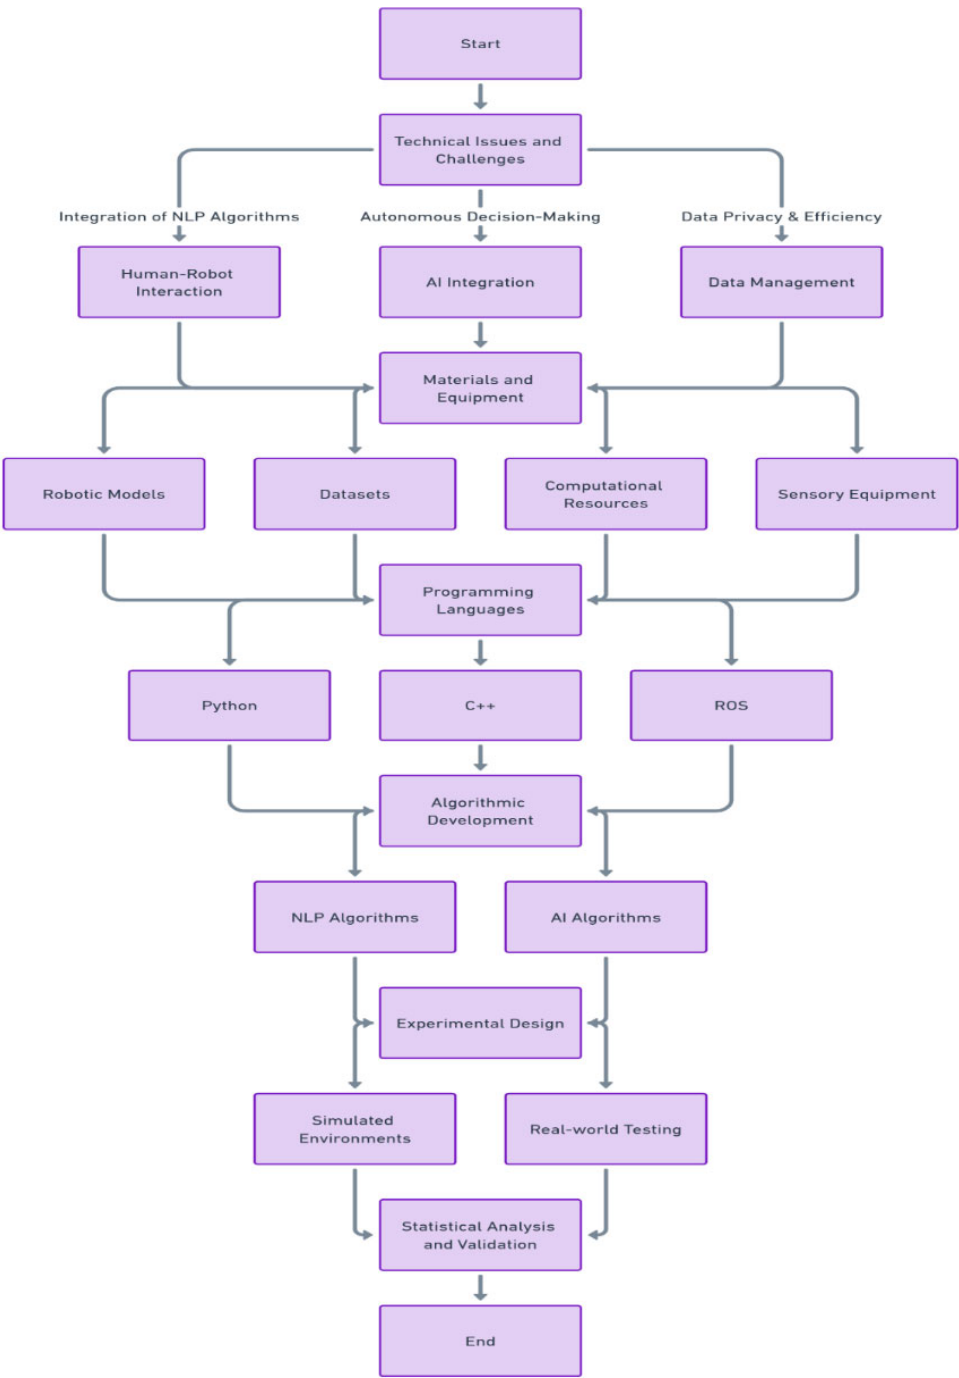 Start
Technical Issues and
Challenges
Integration of NLP Algorithms
Autonomous Decision-Making
Data Privacy & Efficiency
Human-Robot
Interaction
AI Integration
Data Management
Materials and
Equipment
Robotic Models
Datasets
Computational
Resources
Sensory Equipment
Programming
Languages
Python
C++
ROS
Algorithmic
Development
NLP Algorithms
AI Algorithms
Experimental Design
Simulated
Environments
Real-world Testing
Statistical Analysis
and Validation
End